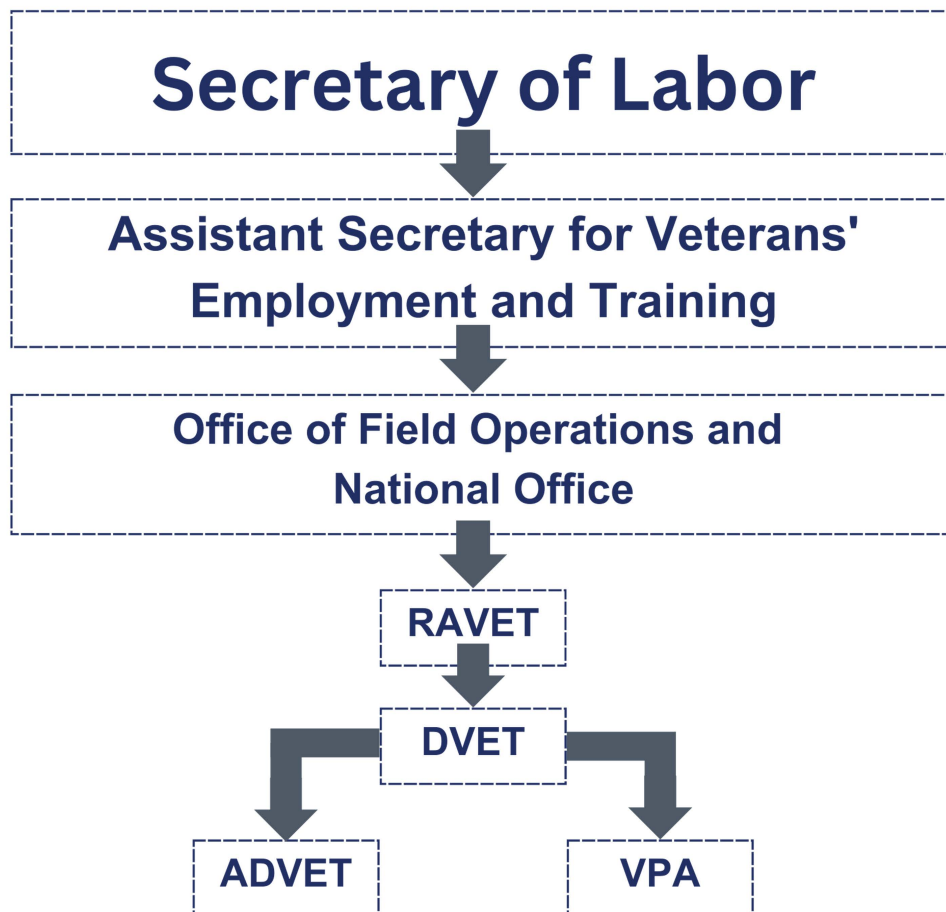 Secretary of Labor
Assistant Secretary for Veterans'
Employment and Training
Office of Field Operations and
National Office
RAVET
DVET
ADVET
VPA